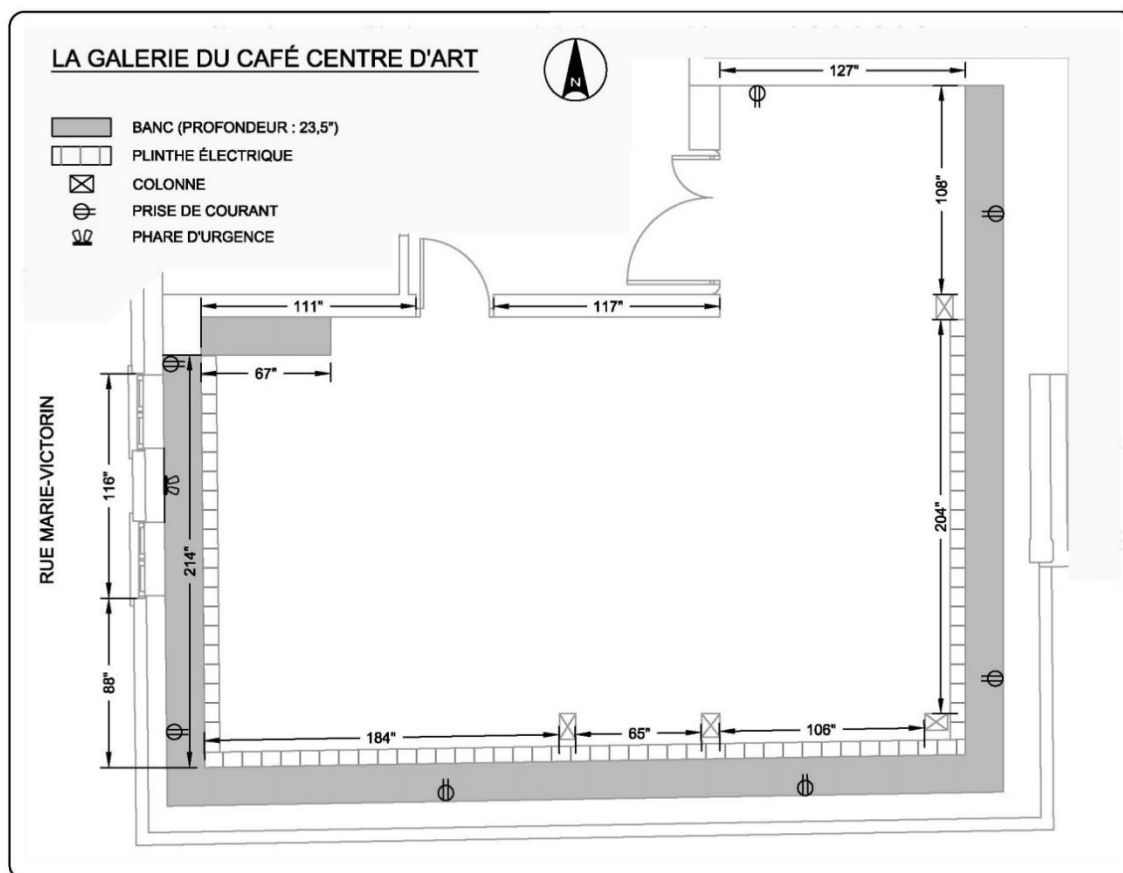 LA GALERIE DU CAFÉ CENTRE D'ART
N
BANC (PROFONDEUR : 23,5")
PLINTHE ÉLECTRIQUE
COLONNE
PRISE DE COURANT
PHARE D'URGENCE
127"
108"
111"
117"
67"
RUE MARIE-VICTORIN
116"
214"
204"
88"
184"
65"
106"